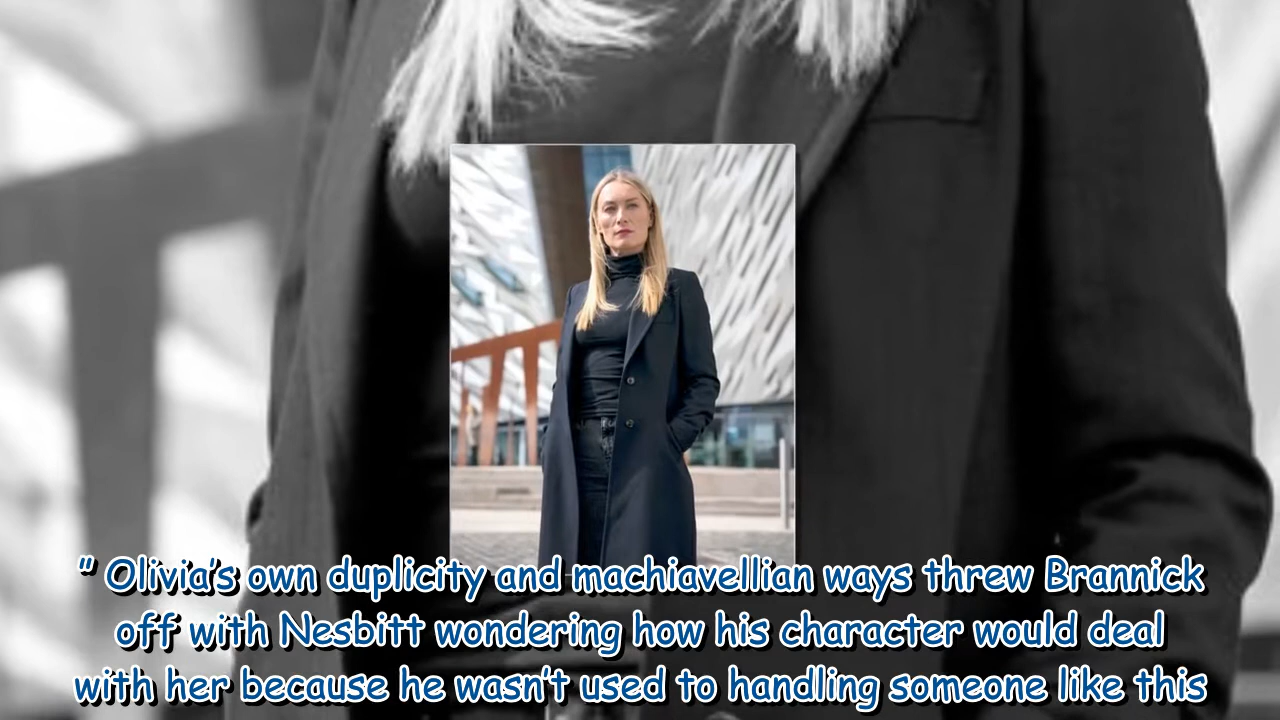 ” Olivia’s own duplicity and machiavellian ways threw Brannick
off with Nesbitt wondering how his character would deal
with her because he wasn’t used to handling someone like this